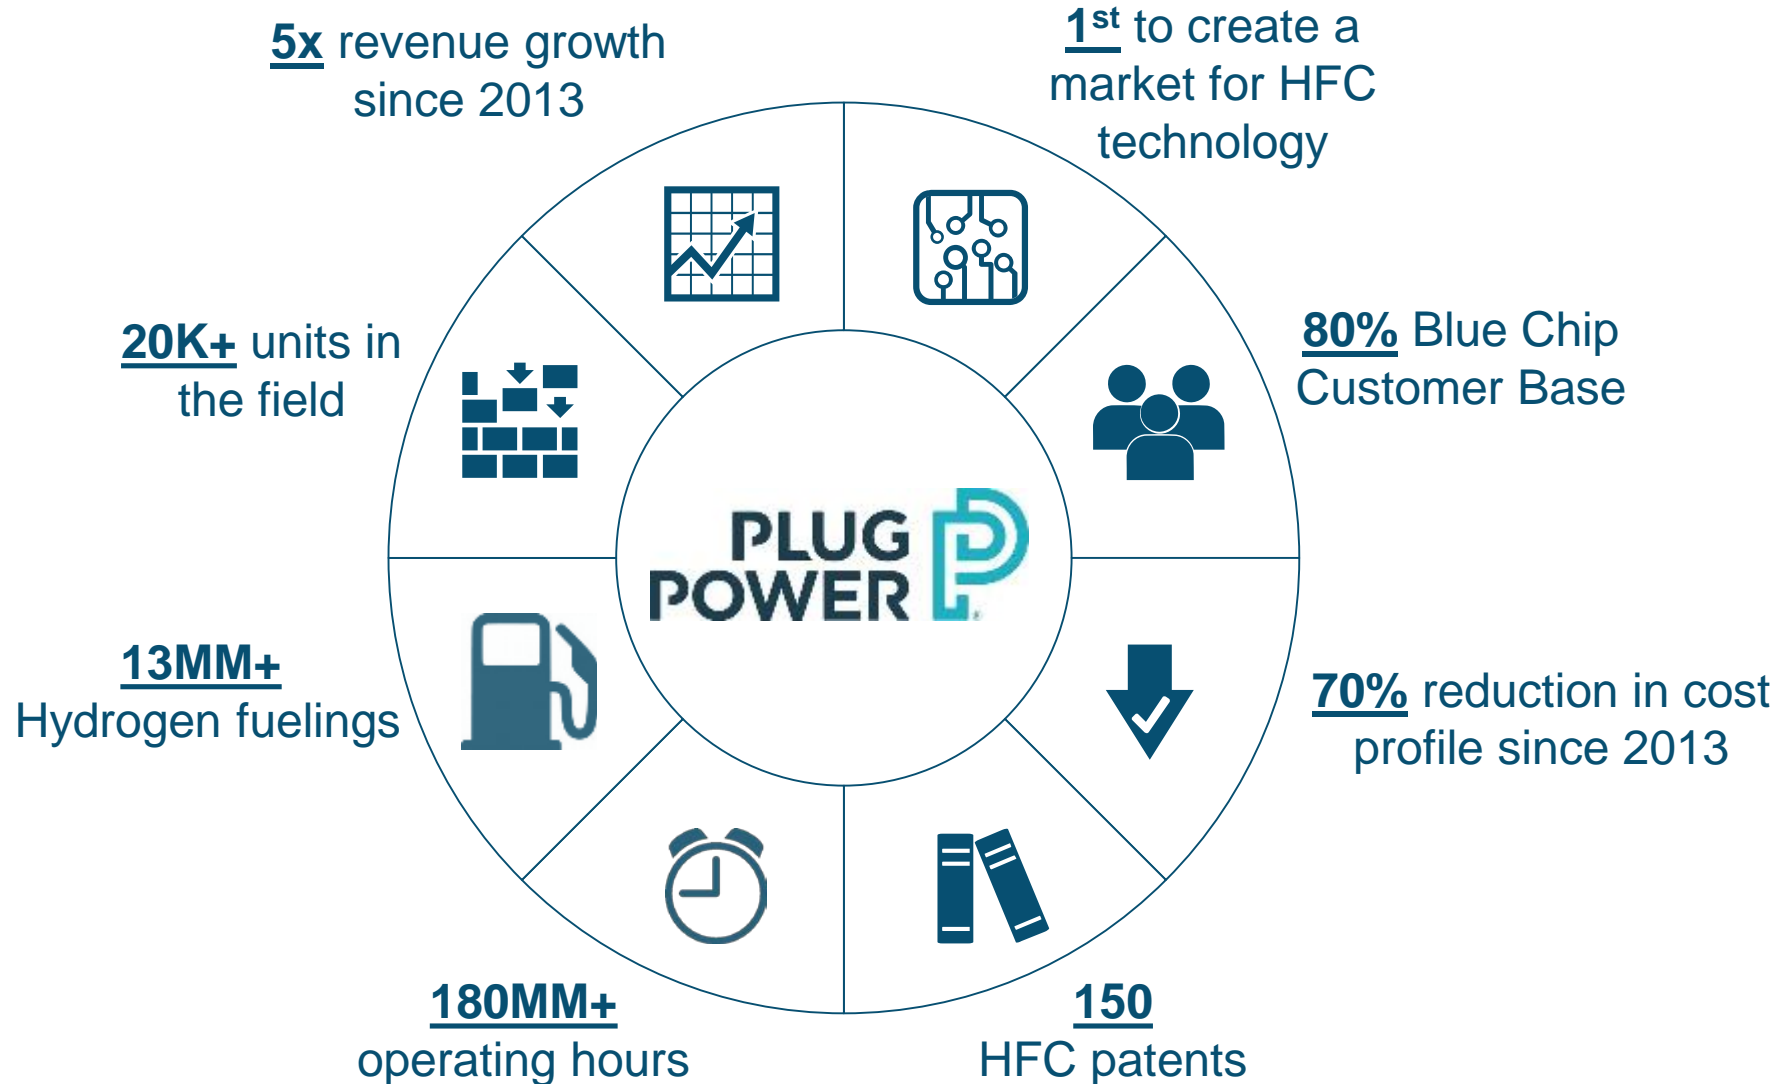 5x revenue growth
since 2013
1st to create a
market for HFC
technology
20K+ units in
the field
80% Blue Chip
Customer Base
PLUG
POWER
®
13MM+
Hydrogen fuelings
70% reduction in cost
profile since 2013
180MM+
operating hours
150
HFC patents